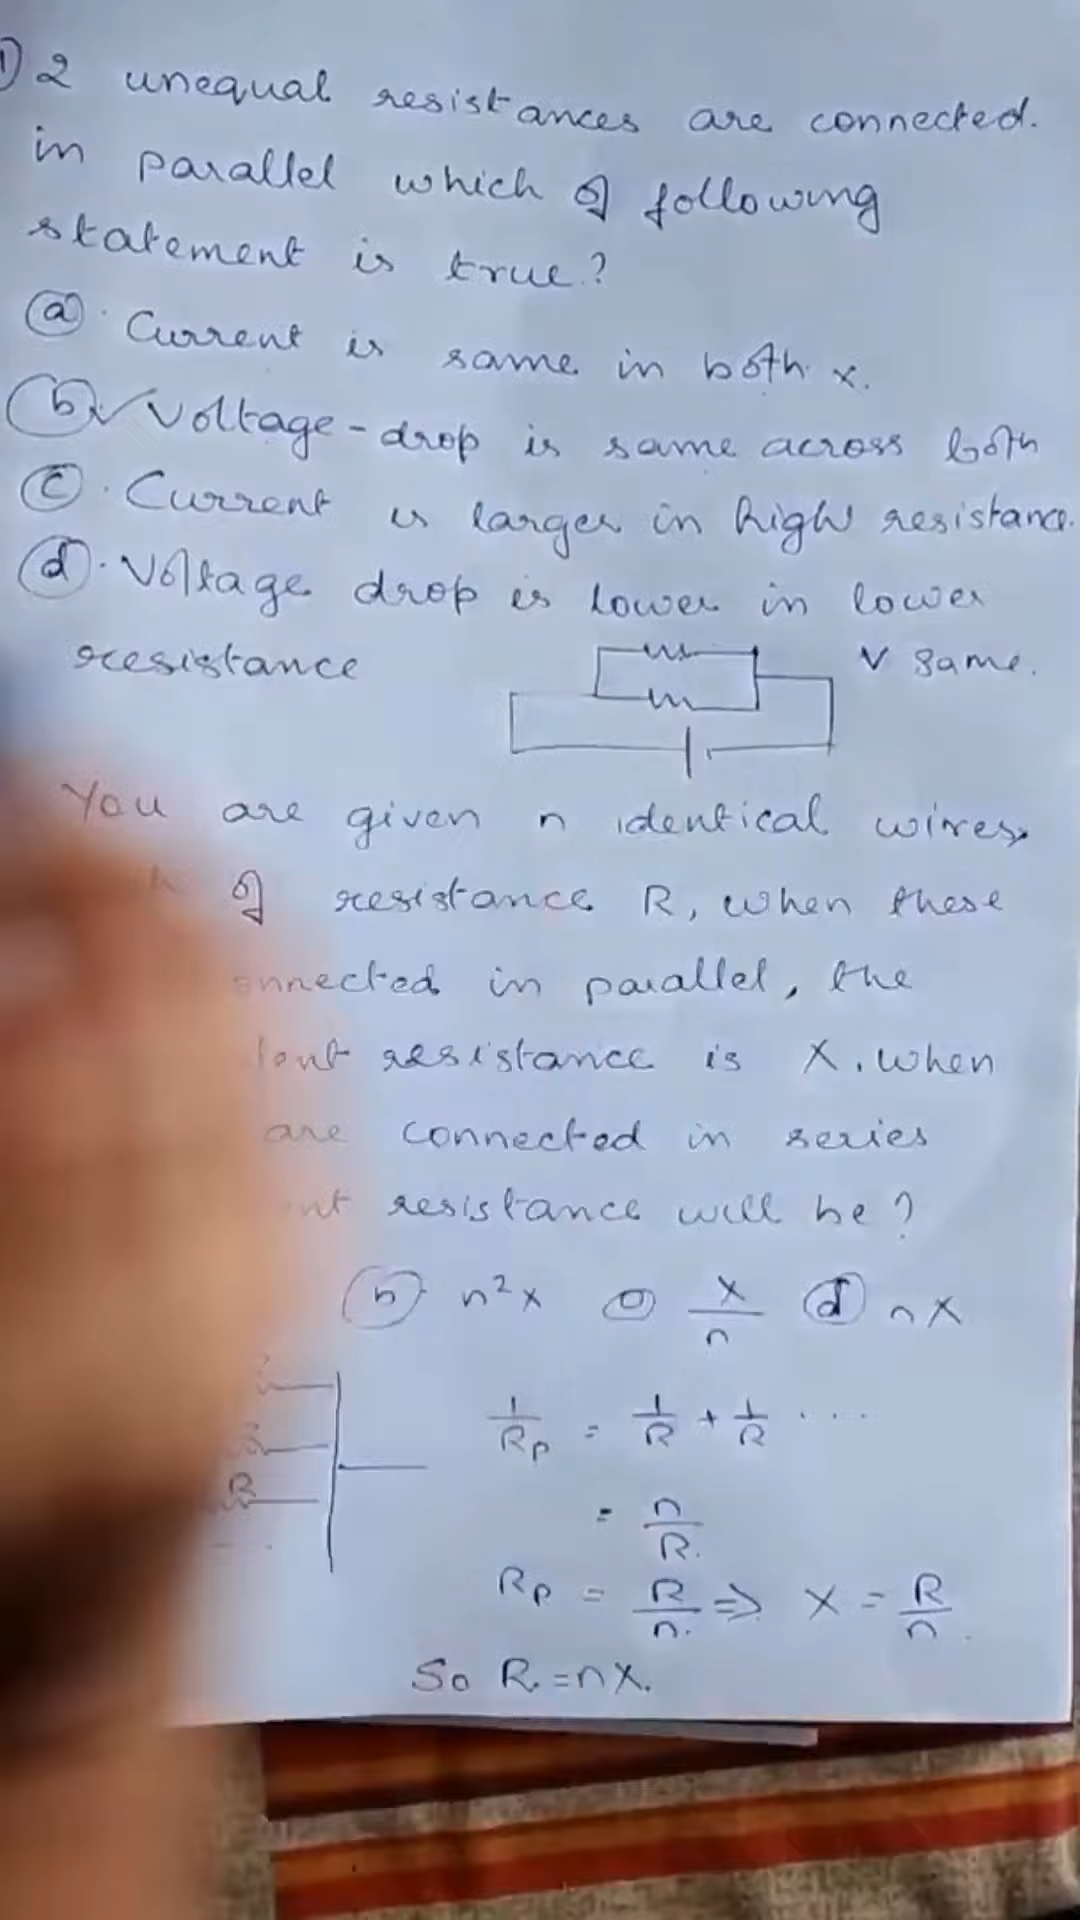 1) 2 unequal resistances are connected.
in parallel which of following
statement is true?
(a). Current is same in both x.
(b) ✓ Voltage-drop is same across both
(c). Current is larger in high resistance.
(d). Voltage drop is lower in lower
resistance
V same.
You are given n identical wires,
of resistance R, when these
connected in parallel, the
resistance is X. when
are connected in series
resistance will be?
(b) n²x (c) X/n (d) nX
1/Rp = 1/R + 1/R ....
= n/R.
R
Rp = R/n. ⇒ X = R/n.
So R = nX.